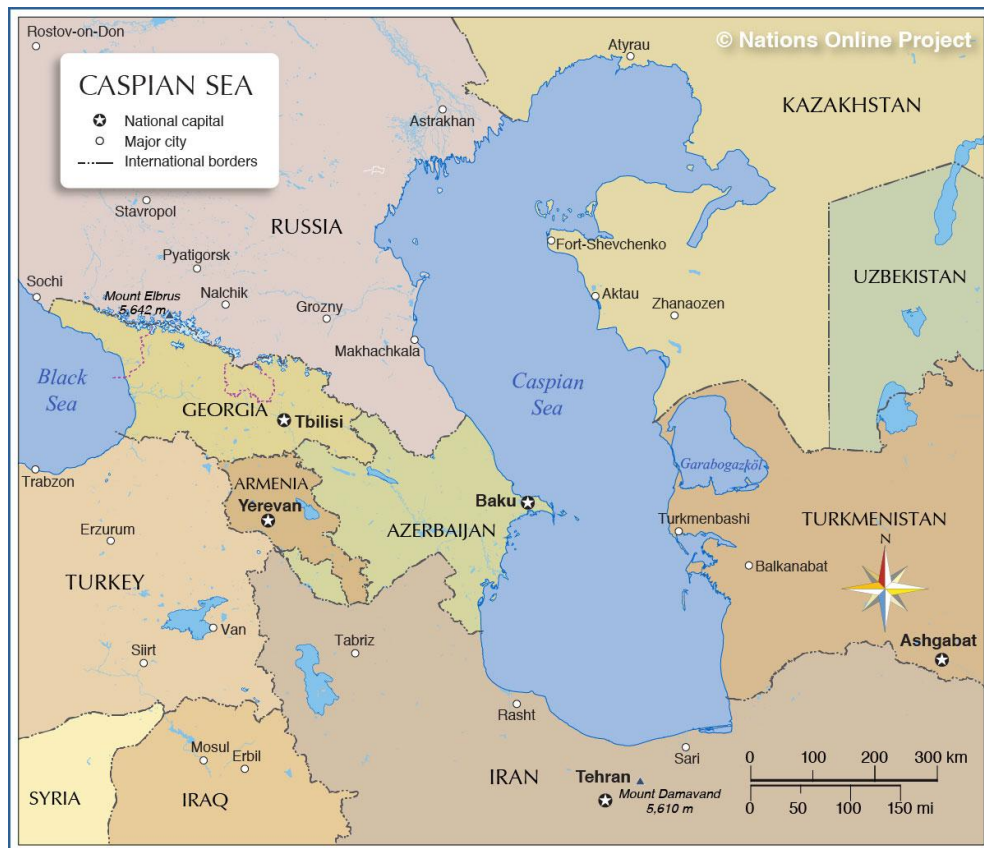 Rostov-on-Don
Atyrau
© Nations Online Project
CASPIAN SEA
National capital
Major city
International borders
KAZAKHSTAN
Astrakhan
Stavropol
RUSSIA
Fort-Shevchenko
Pyatigorsk
UZBEKISTAN
Sochi
Mount Elbrus
5,642 m
Nalchik
Grozny
Aktau
Zhanaozen
Makhachkala
Black
Sea
Caspian
Sea
GEORGIA
Tbilisi
Garabogazköl
Trabzon
ARMENIA
Yerevan
Baku
AZERBAIJAN
Turkmenbashi
TURKMENISTAN
N
Erzurum
Balkanabat
TURKEY
Van
Tabriz
Ashgabat
Siirt
Rasht
Mosul
Erbil
Sari
0 100 200 300 km
0 50 100 150 mi
IRAN
Tehran
Mount Damavand
5,610 m
SYRIA
IRAQ